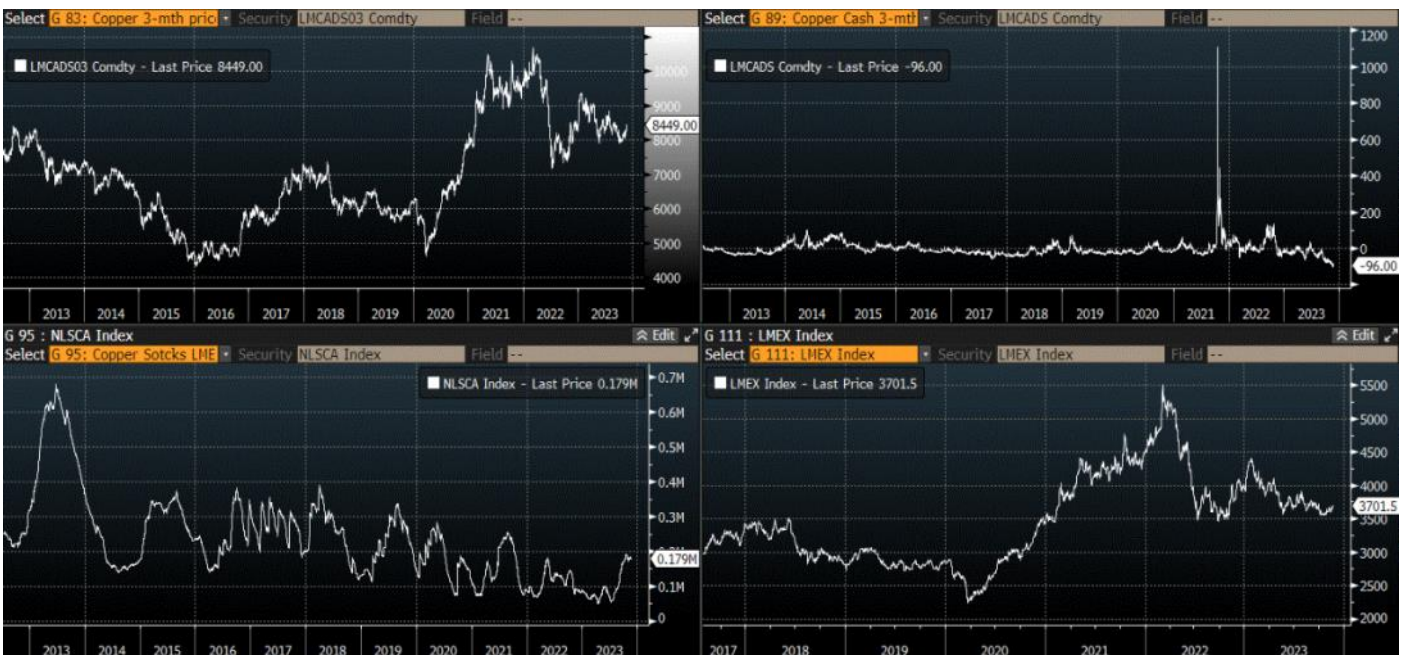 Select G 83: Copper 3-mth pric Security LMCADS03 Comdty Field --
LMCADS03 Comdty - Last Price 8449.00
10000
9000
8449.00
8000
7000
6000
5000
4000
2013 2014 2015 2016 2017 2018 2019 2020 2021 2022 2023
Select G 89: Copper Cash 3-mth Security LMCADS Comdty Field --
LMCADS Comdty - Last Price -96.00
1200
1000
800
600
400
200
0
-96.00
2013 2014 2015 2016 2017 2018 2019 2020 2021 2022 2023
G 95 : NLSCA Index Edit
Select G 95: Copper Sotcks LME Security NLSCA Index Field --
NLSCA Index - Last Price 0.179M
0.7M
0.6M
0.5M
0.4M
0.3M
0.179M
0.1M
0
2013 2014 2015 2016 2017 2018 2019 2020 2021 2022 2023
G 111 : LMEX Index Edit
Select G 111: LMEX Index Security LMEX Index Field --
LMEX Index - Last Price 3701.5
5500
5000
4500
4000
3701.5
3500
3000
2500
2000
2017 2018 2019 2020 2021 2022 2023